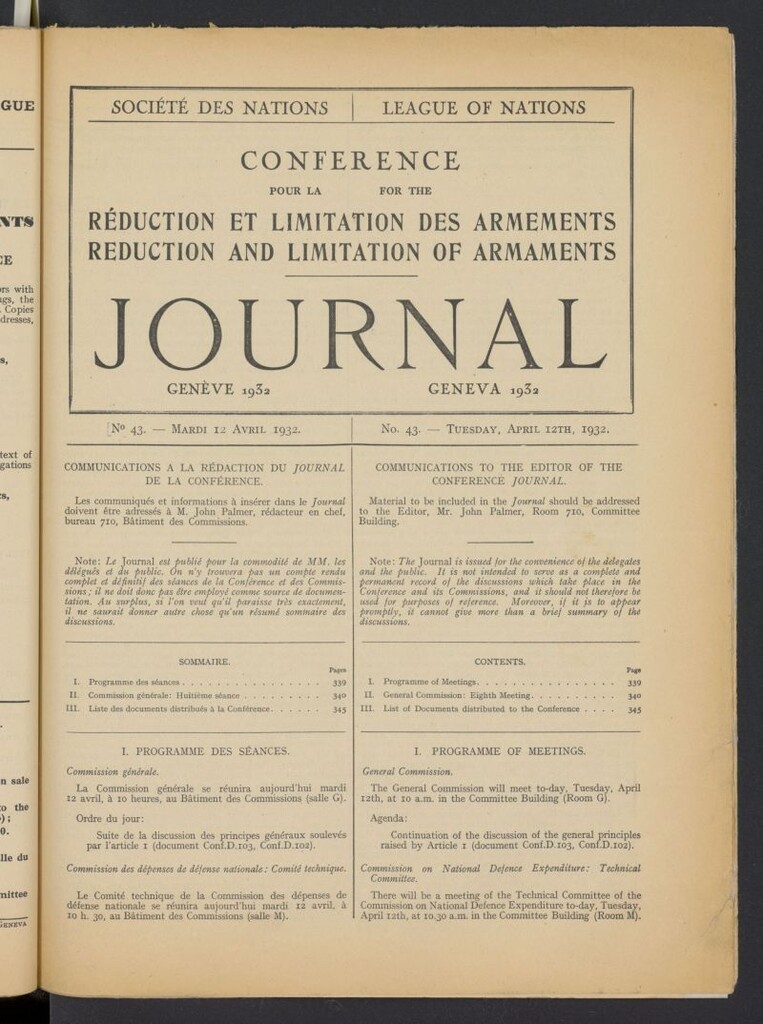 GUE
NTS
CE
rs with
ngs, the
. Copies
dresses,
s,
text of
gations
s,
n sale
o the
) ;
0.
lle du
mittee
GENEVA
SOCIÉTÉ DES NATIONS | LEAGUE OF NATIONS
CONFERENCE
POUR LA FOR THE
RÉDUCTION ET LIMITATION DES ARMEMENTS
REDUCTION AND LIMITATION OF ARMAMENTS
JOURNAL
GENÈVE 1932 GENEVA 1932
Nº 43. — MARDI 12 AVRIL 1932.
COMMUNICATIONS A LA RÉDACTION DU JOURNAL
DE LA CONFÉRENCE.
Les communiqués et informations à insérer dans le Journal
doivent être adressés à M. John Palmer, rédacteur en chef,
bureau 710, Bâtiment des Commissions.
Note: Le Journal est publié pour la commodité de MM. les
délégués et du public. On n'y trouvera pas un compte rendu
complet et définitif des séances de la Conférence et des Commis-
sions ; il ne doit donc pas être employé comme source de documen-
tation. Au surplus, si l'on veut qu'il paraisse très exactement,
il ne saurait donner autre chose qu'un résumé sommaire des
discussions.
SOMMAIRE.
Pages
I. Programme des séances . . . . . . . . . . . . . . . . 339
II. Commission générale: Huitième séance . . . . . . . . . 340
III. Liste des documents distribués à la Conférence. . . . . . 345
I. PROGRAMME DES SÉANCES.
Commission générale.
La Commission générale se réunira aujourd'hui mardi
12 avril, à 10 heures, au Bâtiment des Commissions (salle G).
Ordre du jour:
Suite de la discussion des principes généraux soulevés
par l'article 1 (document Conf.D.103, Conf.D.102).
Commission des dépenses de défense nationale: Comité technique.
Le Comité technique de la Commission des dépenses de
défense nationale se réunira aujourd'hui mardi 12 avril, à
10 h. 30, au Bâtiment des Commissions (salle M).
No. 43. — TUESDAY, APRIL 12TH, 1932.
COMMUNICATIONS TO THE EDITOR OF THE
CONFERENCE JOURNAL.
Material to be included in the Journal should be addressed
to the Editor, Mr. John Palmer, Room 710, Committee
Building.
Note: The Journal is issued for the convenience of the delegates
and the public. It is not intended to serve as a complete and
permanent record of the discussions which take place in the
Conference and its Commissions, and it should not therefore be
used for purposes of reference. Moreover, if it is to appear
promptly, it cannot give more than a brief summary of the
discussions.
CONTENTS.
Page
I. Programme of Meetings. . . . . . . . . . . . . . . . . 339
II. General Commission: Eighth Meeting. . . . . . . . . . 340
III. List of Documents distributed to the Conference . . . . 345
I. PROGRAMME OF MEETINGS.
General Commission.
The General Commission will meet to-day, Tuesday, April
12th, at 10 a.m. in the Committee Building (Room G).
Agenda:
Continuation of the discussion of the general principles
raised by Article 1 (document Conf.D.103, Conf.D.102).
Commission on National Defence Expenditure: Technical
Committee.
There will be a meeting of the Technical Committee of the
Commission on National Defence Expenditure to-day, Tuesday,
April 12th, at 10.30 a.m. in the Committee Building (Room M).